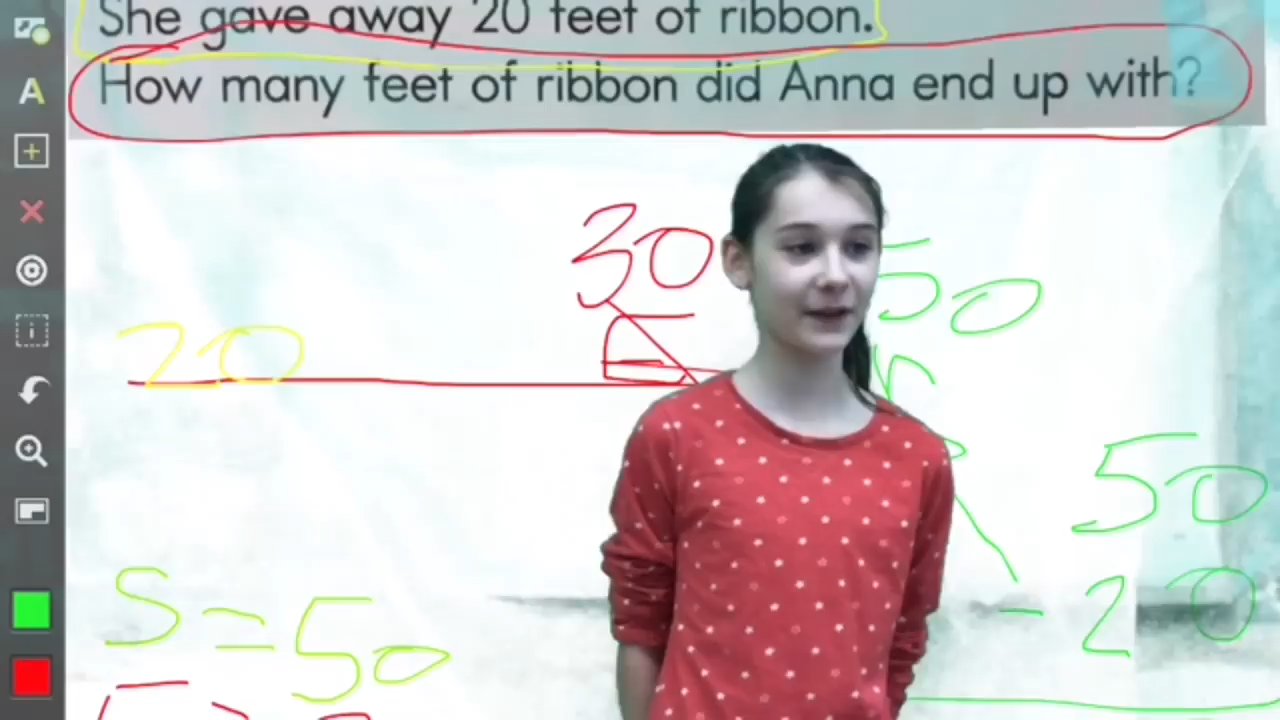 She gave away 20 feet of ribbon.
How many feet of ribbon did Anna end up with?
30
50
20
E
50
- 20
S = 50